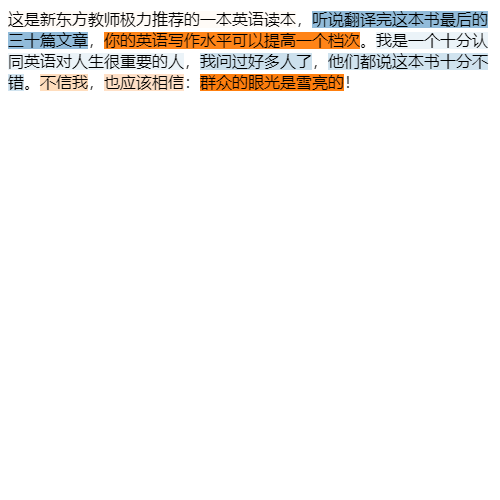 这是新东方教师极力推荐的一本英语读本，听说翻译完这本书最后的
三十篇文章，你的英语写作水平可以提高一个档次。我是一个十分认
同英语对人生很重要的人，我问过好多人了，他们都说这本书十分不
错。不信我，也应该相信：群众的眼光是雪亮的！